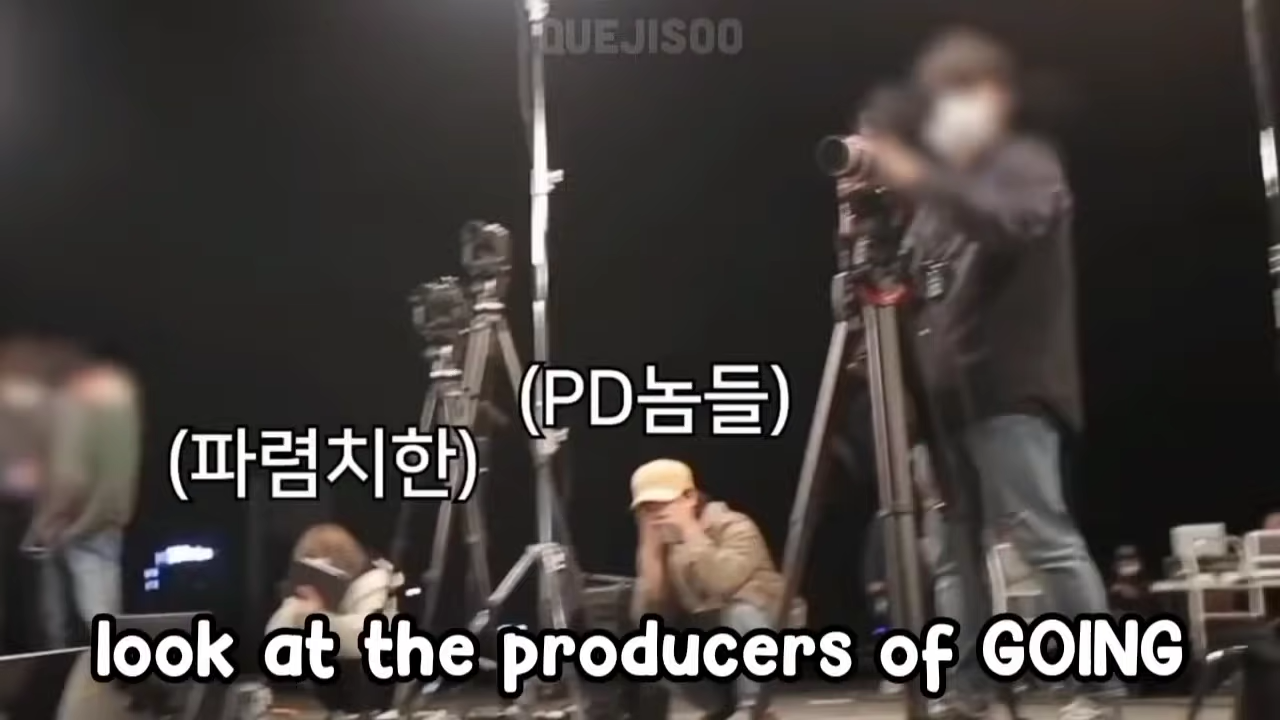 QUEJISOO
(파렴치한)
(PD놈들)
look at the producers of GOING